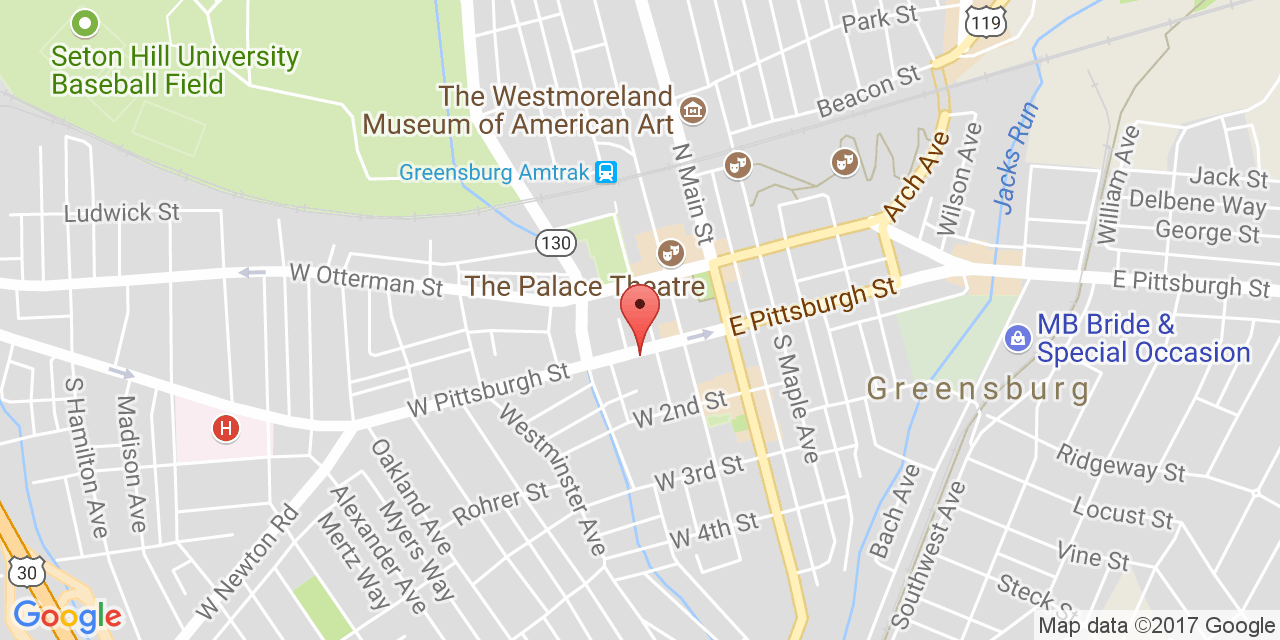 Park St
119
Seton Hill University
Baseball Field
Beacon St
The Westmoreland
Museum of American Art
Greensburg Amtrak
N Main St
Arch Ave
Wilson Ave
Jacks Run
William Ave
Jack St
Delbene Way
George St
Ludwick St
130
W Otterman St
The Palace Theatre
E Pittsburgh St
E Pittsburgh St
MB Bride &
Special Occasion
Greensburg
S Maple Ave
W Pittsburgh St
W 2nd St
W 3rd St
W 4th St
S Hamilton Ave
Madison Ave
H
Westminster Ave
Oakland Ave
Myers Way
Alexander Ave
Mertz Way
Rohrer St
W Newton Rd
Bach Ave
Southwest Ave
Ridgeway St
Locust St
Vine St
Steck St
30
Google
Map data ©2017 Google